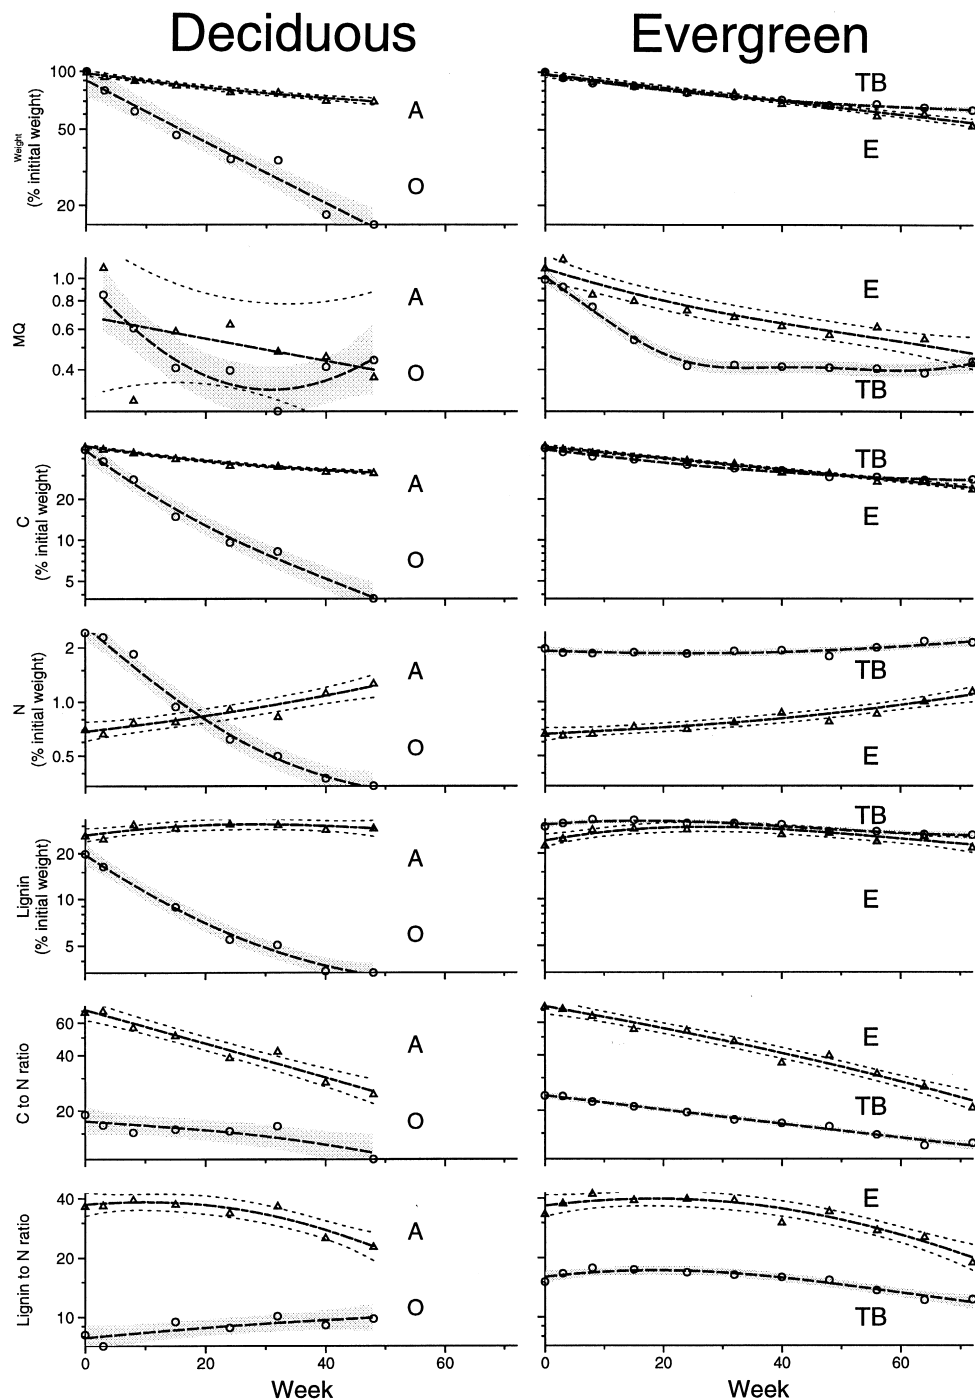 Deciduous Evergreen
Weight
(% initital weight)
100
50
20
A
O
TB
E
MQ
1.0
0.8
0.6
0.4
A
O
E
TB
C
(% initial weight)
20
10
5
A
O
TB
E
N
(% initial weight)
2
1.0
0.5
A
O
TB
E
Lignin
(% initial weight)
20
10
5
A
O
TB
E
C to N ratio
60
40
20
A
O
E
TB
Lignin to N ratio
40
20
10
A
O
E
TB
0 20 40 60 0 20 40 60
Week Week